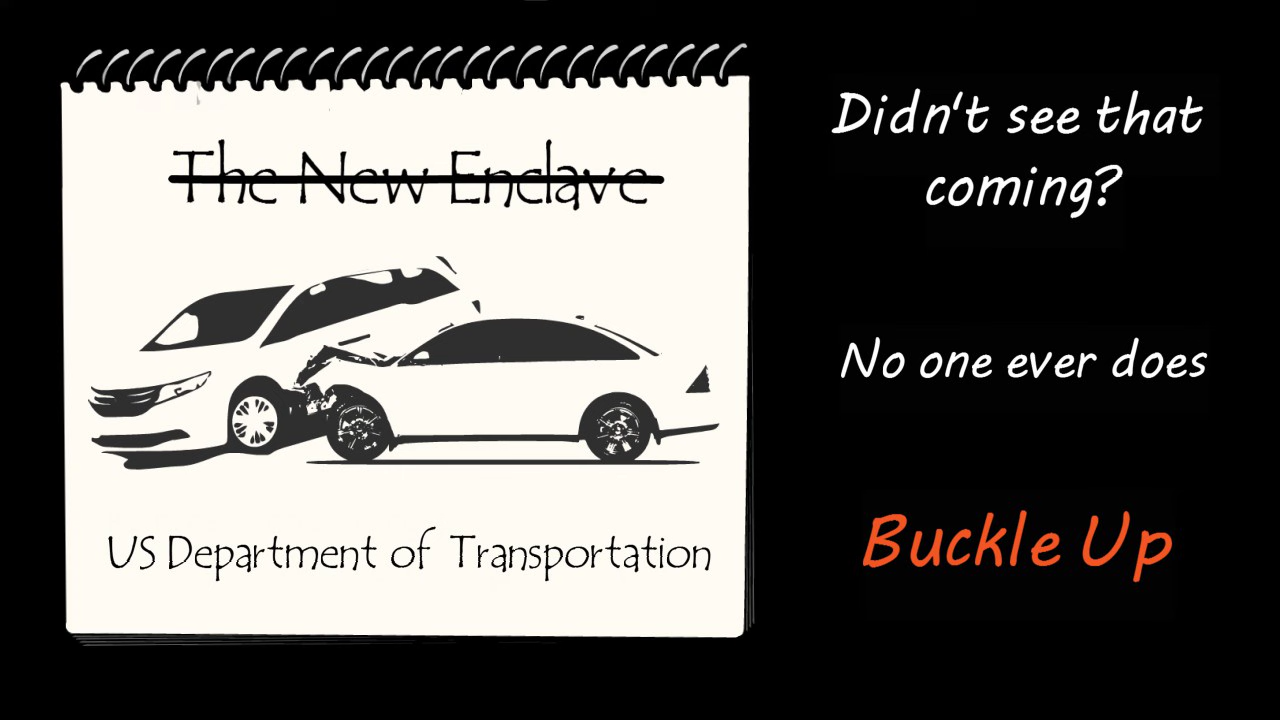 The New Enclave
US Department of Transportation
Didn't see that
coming?
No one ever does
Buckle Up